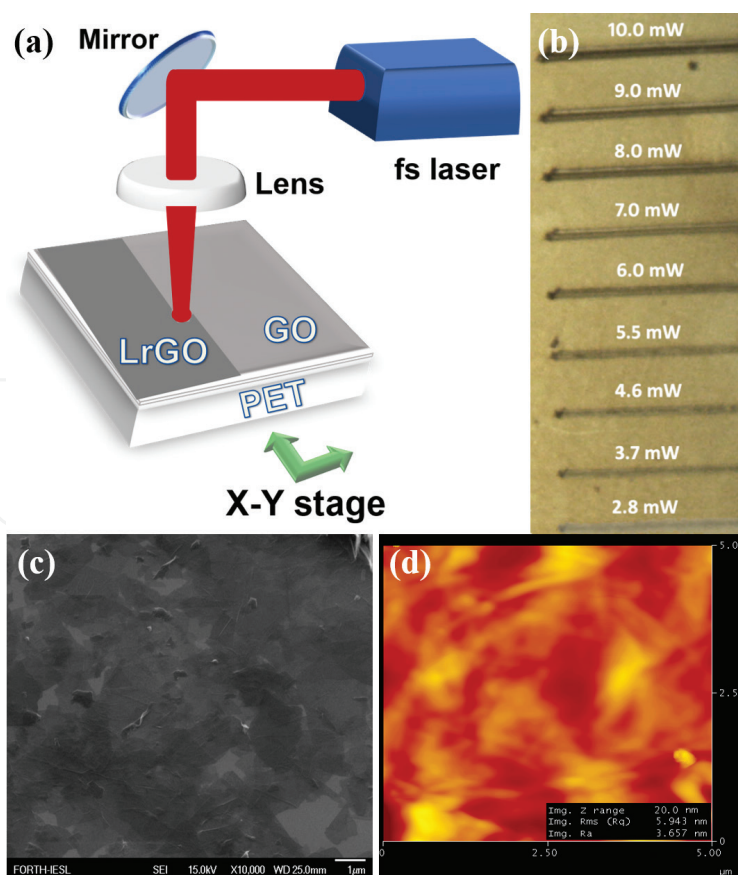 (a)
Mirror
fs laser
Lens
LrGO
GO
PET
X-Y stage
(b)
10.0 mW
9.0 mW
8.0 mW
7.0 mW
6.0 mW
5.5 mW
4.6 mW
3.7 mW
2.8 mW
(c)
FORTH-IESL SEI 15.0kV X10,000 WD 25.0mm 1μm
(d)
5.0
2.5
Img. Z range 20.0 nm
Img. Rms (Rq) 5.943 nm
Img. Ra 3.657 nm
0
0 2.50 5.00
μm